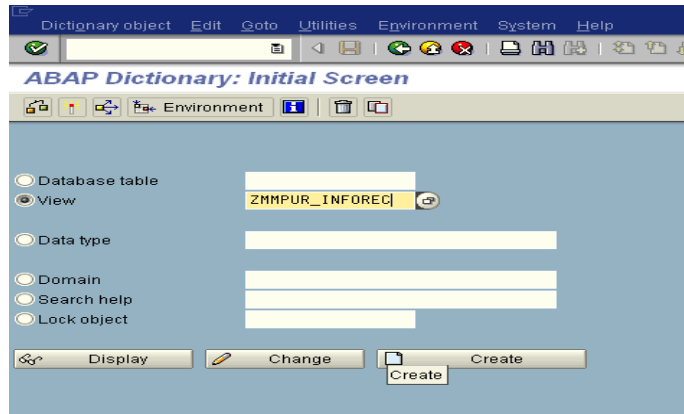 Dictionary object Edit Goto Utilities Environment System Help
ABAP Dictionary: Initial Screen
Environment
Database table
View ZMMPUR_INFOREC
Data type
Domain
Search help
Lock object
Display Change Create
Create